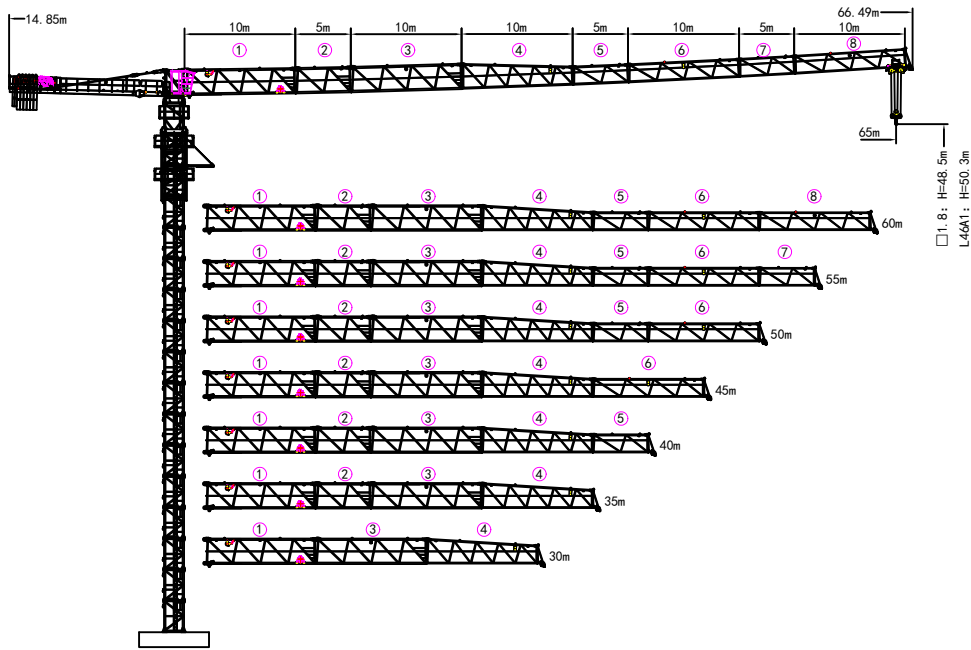 14.85m
66.49m
10m 5m 10m 10m 5m 10m 5m 10m
① ② ③ ④ ⑤ ⑥ ⑦ ⑧
65m
□1.8: H=48.5m
L46A1: H=50.3m
① ② ③ ④ ⑤ ⑥ ⑧
60m
① ② ③ ④ ⑤ ⑥ ⑦
55m
① ② ③ ④ ⑤ ⑥
50m
① ② ③ ④ ⑥
45m
① ② ③ ④ ⑤
40m
① ② ③ ④
35m
① ③ ④
30m